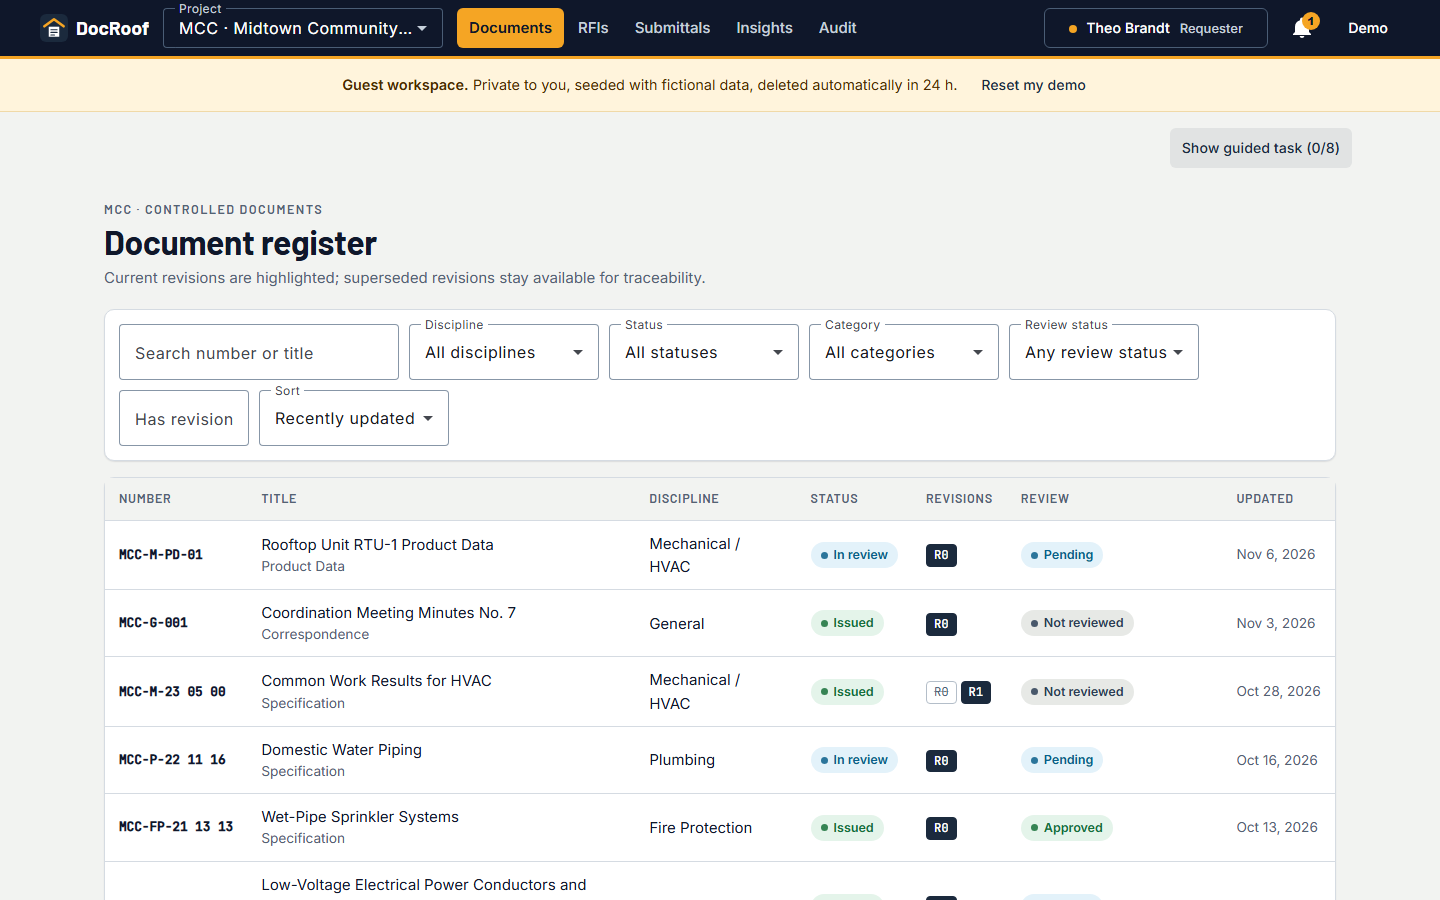 DocRoof
Project
MCC · Midtown Community...
Documents
RFIs
Submittals
Insights
Audit
Theo Brandt Requester
1
Demo
Guest workspace. Private to you, seeded with fictional data, deleted automatically in 24 h.
Reset my demo
Show guided task (0/8)
MCC · CONTROLLED DOCUMENTS
Document register
Current revisions are highlighted; superseded revisions stay available for traceability.
Search number or title
Discipline
All disciplines
Status
All statuses
Category
All categories
Review status
Any review status
Has revision
Sort
Recently updated
NUMBER TITLE DISCIPLINE STATUS REVISIONS REVIEW UPDATED
MCC-M-PD-01
Rooftop Unit RTU-1 Product Data
Product Data
Mechanical /
HVAC
In review
R0
Pending
Nov 6, 2026
MCC-G-001
Coordination Meeting Minutes No. 7
Correspondence
General
Issued
R0
Not reviewed
Nov 3, 2026
MCC-M-23 05 00
Common Work Results for HVAC
Specification
Mechanical /
HVAC
Issued
R0 R1
Not reviewed
Oct 28, 2026
MCC-P-22 11 16
Domestic Water Piping
Specification
Plumbing
In review
R0
Pending
Oct 16, 2026
MCC-FP-21 13 13
Wet-Pipe Sprinkler Systems
Specification
Fire Protection
Issued
R0
Approved
Oct 13, 2026
Low-Voltage Electrical Power Conductors and